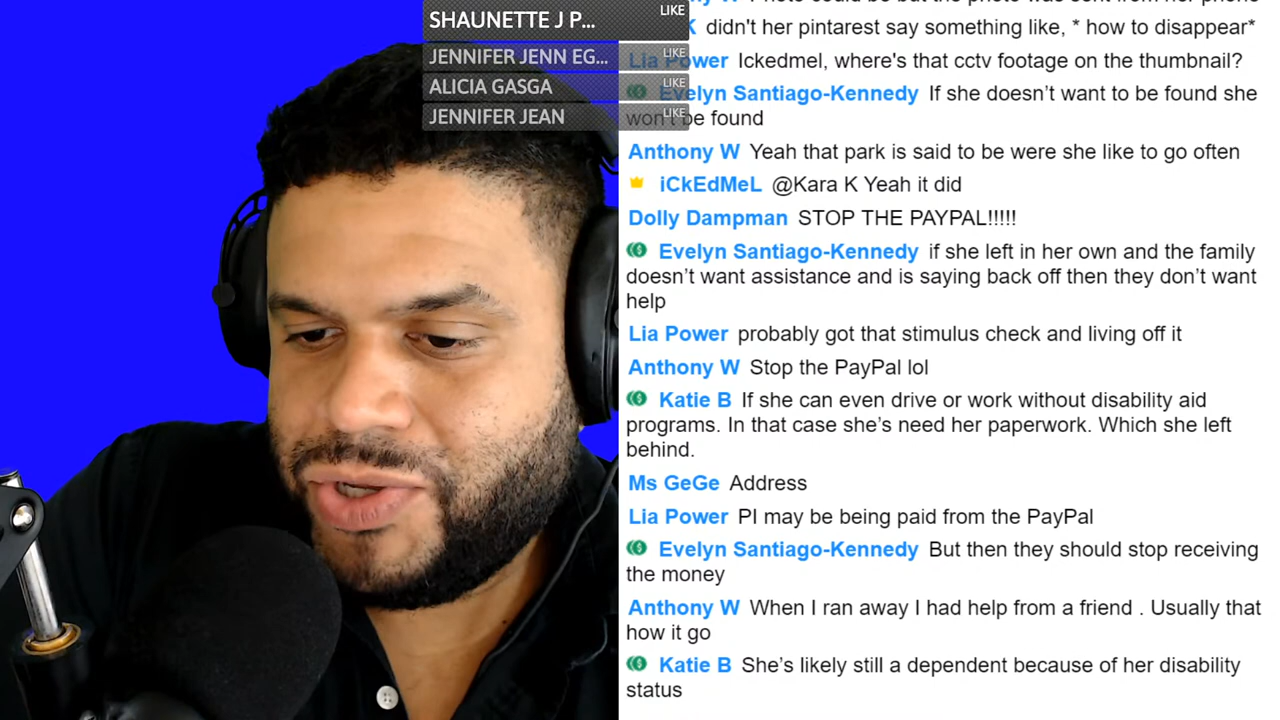 SHAUNETTE J P... LIKE
JENNIFER JENN EG... LIKE
ALICIA GASGA LIKE
JENNIFER JEAN LIKE
didn't her pintarest say something like, * how to disappear*
Lia Power Ickedmel, where's that cctv footage on the thumbnail?
Evelyn Santiago-Kennedy If she doesn’t want to be found she
won't be found
Anthony W Yeah that park is said to be were she like to go often
iCkEdMeL @Kara K Yeah it did
Dolly Dampman STOP THE PAYPAL!!!!!
Evelyn Santiago-Kennedy if she left in her own and the family
doesn’t want assistance and is saying back off then they don’t want
help
Lia Power probably got that stimulus check and living off it
Anthony W Stop the PayPal lol
Katie B If she can even drive or work without disability aid
programs. In that case she’s need her paperwork. Which she left
behind.
Ms GeGe Address
Lia Power PI may be being paid from the PayPal
Evelyn Santiago-Kennedy But then they should stop receiving
the money
Anthony W When I ran away I had help from a friend . Usually that
how it go
Katie B She’s likely still a dependent because of her disability
status